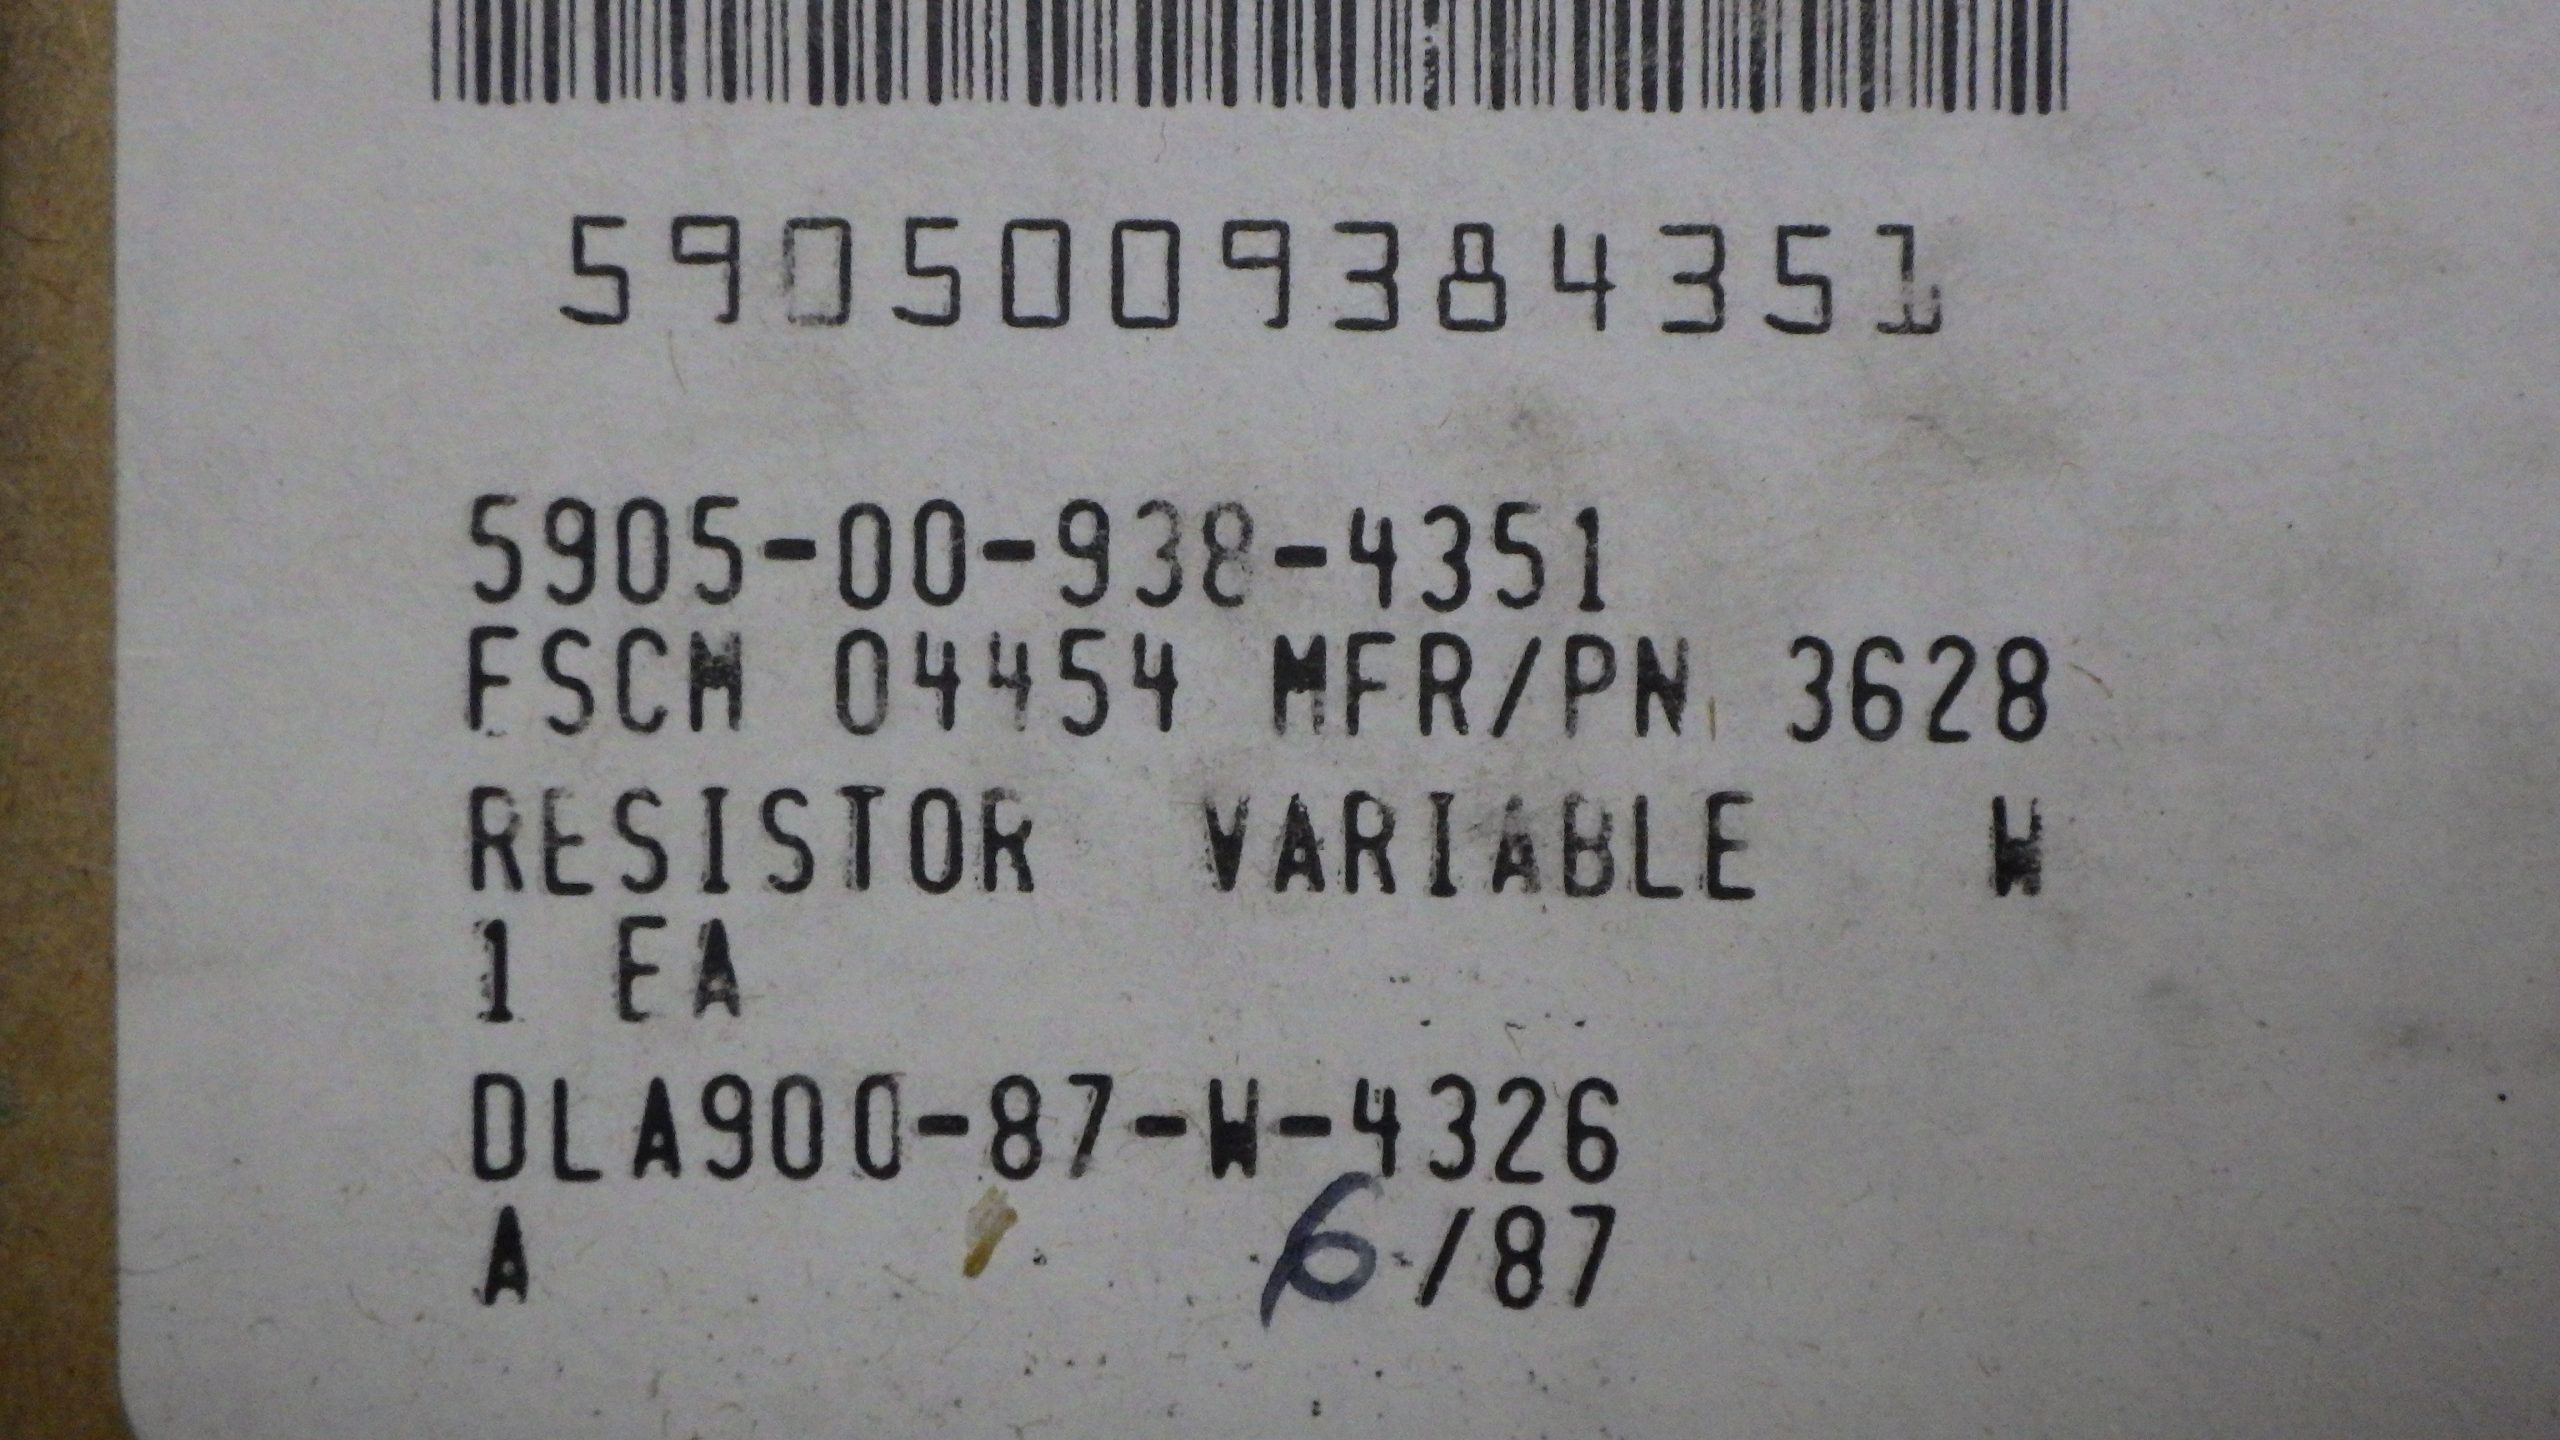 5905009384351
5905-00-938-4351
FSCM 04454 MFR/PN 3628
RESISTOR VARIABLE W
1 EA
DLA900-87-W-4326
A 6/87